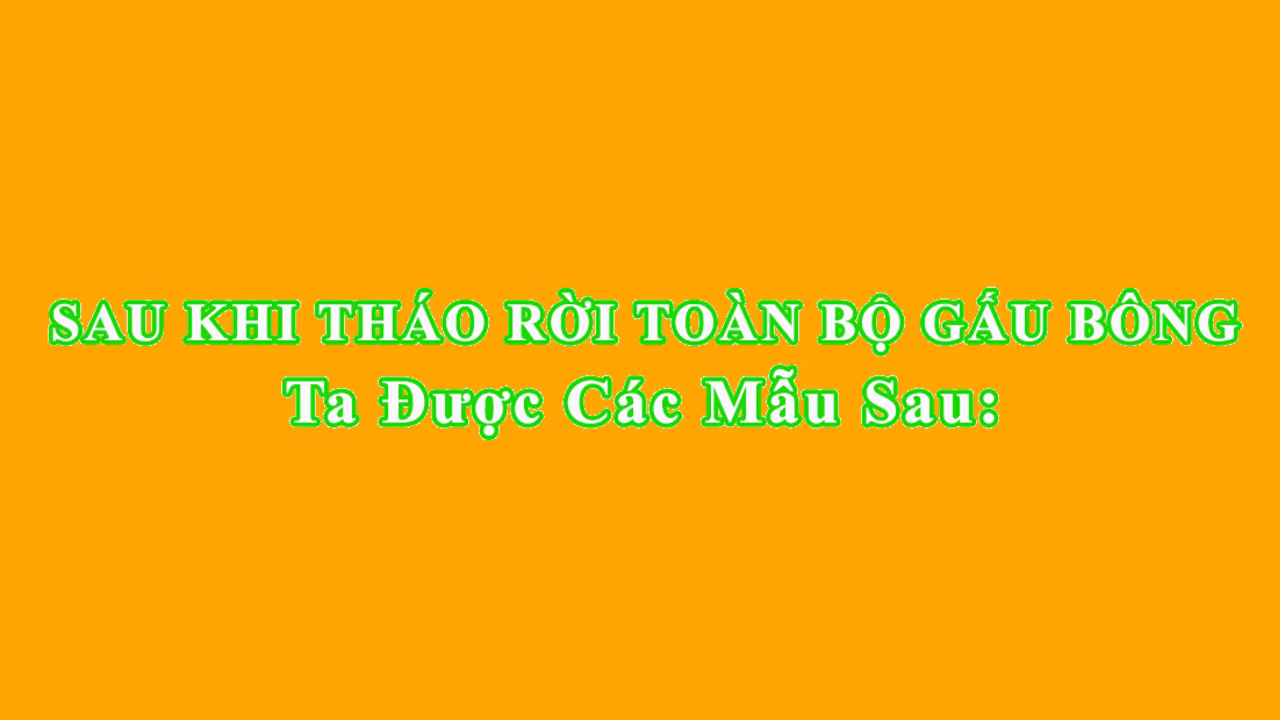 SAU KHI THÁO RỜI TOÀN BỘ GẤU BÔNG
Ta Được Các Mẫu Sau: